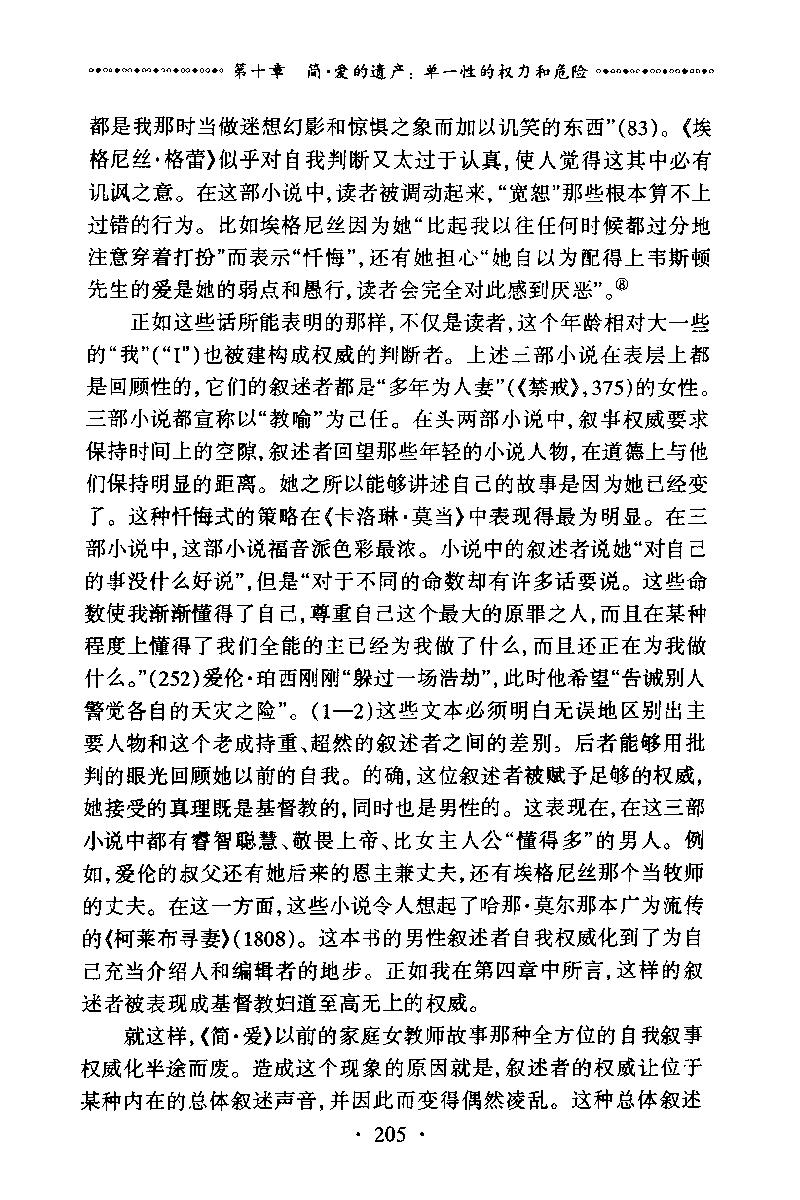 第十章 简·爱的遗产：单一性的权力和危险
都是我那时当做迷想幻影和惊惧之象而加以讥笑的东西”(83)。《埃
格尼丝·格蕾》似乎对自我判断又太过于认真,使人觉得这其中必有
讥讽之意。在这部小说中,读者被调动起来,“宽恕”那些根本算不上
过错的行为。比如埃格尼丝因为她“比起我以往任何时候都过分地
注意穿着打扮”而表示“忏悔”,还有她担心“她自以为配得上韦斯顿
先生的爱是她的弱点和愚行,读者会完全对此感到厌恶”。⑧
正如这些话所能表明的那样,不仅是读者,这个年龄相对大一些
的“我”(“I”)也被建构成权威的判断者。上述三部小说在表层上都
是回顾性的,它们的叙述者都是“多年为人妻”(《禁戒》,375)的女性。
三部小说都宣称以“教喻”为己任。在头两部小说中,叙事权威要求
保持时间上的空隙,叙述者回望那些年轻的小说人物,在道德上与他
们保持明显的距离。她之所以能够讲述自己的故事是因为她已经变
了。这种忏悔式的策略在《卡洛琳·莫当》中表现得最为明显。在三
部小说中,这部小说福音派色彩最浓。小说中的叙述者说她“对自己
的事没什么好说”,但是“对于不同的命数却有许多话要说。这些命
数使我渐渐懂得了自己,尊重自己这个最大的原罪之人,而且在某种
程度上懂得了我们全能的主已经为我做了什么,而且还正在为我做
什么。”(252)爱伦·珀西刚刚“躲过一场浩劫”,此时他希望“告诫别人
警觉各自的天灾之险”。(1—2)这些文本必须明白无误地区别出主
要人物和这个老成持重、超然的叙述者之间的差别。后者能够用批
判的眼光回顾她以前的自我。的确,这位叙述者被赋予足够的权威,
她接受的真理既是基督教的,同时也是男性的。这表现在,在这三部
小说中都有睿智聪慧、敬畏上帝、比女主人公“懂得多”的男人。例
如,爱伦的叔父还有她后来的恩主兼丈夫,还有埃格尼丝那个当牧师
的丈夫。在这一方面,这些小说令人想起了哈那·莫尔那本广为流传
的《柯莱布寻妻》(1808)。这本书的男性叙述者自我权威化到了为自
己充当介绍人和编辑者的地步。正如我在第四章中所言,这样的叙
述者被表现成基督教妇道至高无上的权威。
就这样,《简·爱》以前的家庭女教师故事那种全方位的自我叙事
权威化半途而废。造成这个现象的原因就是,叙述者的权威让位于
某种内在的总体叙述声音,并因此而变得偶然凌乱。这种总体叙述
· 205 ·